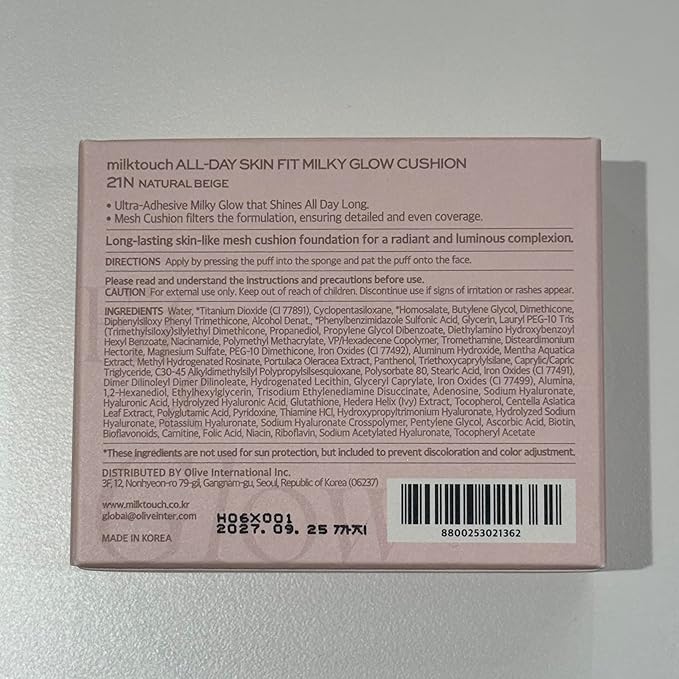 milktouch ALL-DAY SKIN FIT MILKY GLOW CUSHION
21N NATURAL BEIGE
• Ultra-Adhesive Milky Glow that Shines All Day Long.
• Mesh Cushion filters the formulation, ensuring detailed and even coverage.
Long-lasting skin-like mesh cushion foundation for a radiant and luminous complexion.
DIRECTIONS Apply by pressing the puff into the sponge and pat the puff onto the face.
Please read and understand the instructions and precautions before use.
CAUTION For external use only. Keep out of reach of children. Discontinue use if signs of irritation or rashes appear.
INGREDIENTS Water, *Titanium Dioxide (CI 77891), Cyclopentasiloxane, *Homosalate, Butylene Glycol, Dimethicone,
Diphenylsiloxy Phenyl Trimethicone, Alcohol Denat., *Phenylbenzimidazole Sulfonic Acid, Glycerin, Lauryl PEG-10 Tris
(Trimethylsiloxy)silylethyl Dimethicone, Propanediol, Propylene Glycol Dibenzoate, Diethylamino Hydroxybenzoyl
Hexyl Benzoate, Niacinamide, Polymethyl Methacrylate, VP/Hexadecene Copolymer, Tromethamine, Disteardimonium
Hectorite, Magnesium Sulfate, PEG-10 Dimethicone, Iron Oxides (CI 77492), Aluminum Hydroxide, Mentha Aquatica
Extract, Methyl Hydrogenated Rosinate, Portulaca Oleracea Extract, Panthenol, Triethoxycaprylylsilane, Caprylic/Capric
Triglyceride, C30-45 Alkyldimethylsilyl Polypropylsilsesquioxane, Polysorbate 80, Stearic Acid, Iron Oxides (CI 77491),
Dimer Dilinoleyl Dimer Dilinoleate, Hydrogenated Lecithin, Glyceryl Caprylate, Iron Oxides (CI 77499), Alumina,
1,2-Hexanediol, Ethylhexylglycerin, Trisodium Ethylenediamine Disuccinate, Adenosine, Sodium Hyaluronate,
Hyaluronic Acid, Hydrolyzed Hyaluronic Acid, Glutathione, Hedera Helix (Ivy) Extract, Tocopherol, Centella Asiatica
Leaf Extract, Polyglutamic Acid, Pyridoxine, Thiamine HCl, Hydroxypropyltrimonium Hyaluronate, Hydrolyzed Sodium
Hyaluronate, Potassium Hyaluronate, Sodium Hyaluronate Crosspolymer, Pentylene Glycol, Ascorbic Acid, Biotin,
Bioflavonoids, Carnitine, Folic Acid, Niacin, Riboflavin, Sodium Acetylated Hyaluronate, Tocopheryl Acetate
*These ingredients are not used for sun protection, but included to prevent discoloration and color adjustment.
DISTRIBUTED BY Olive International Inc.
3F, 12, Nonhyeon-ro 79-gil, Gangnam-gu, Seoul, Republic of Korea (06237)
www.milktouch.co.kr
global@oliveinter.com
MADE IN KOREA
H06X001
2027. 09. 25 까지
8800253021362
Glow